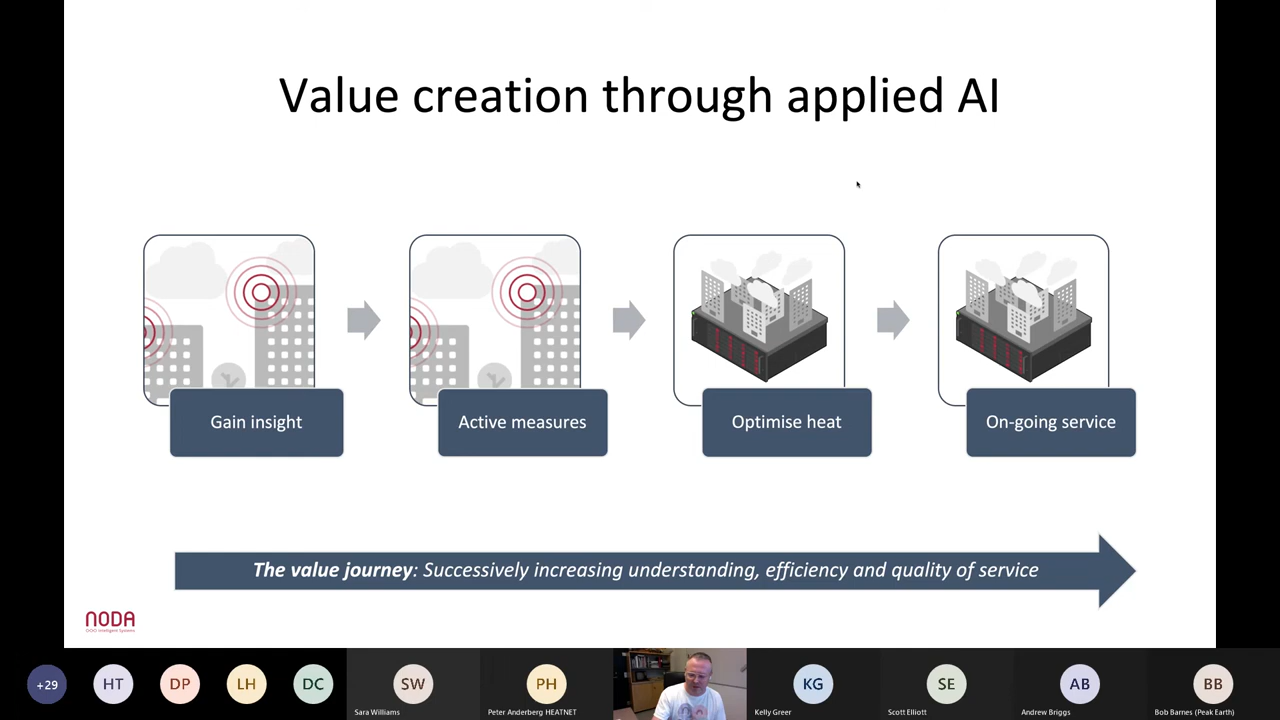 Value creation through applied AI
Gain insight
Active measures
Optimise heat
On-going service
The value journey: Successively increasing understanding, efficiency and quality of service
NODA
Intelligent Systems
+29
HT
DP
LH
DC
SW
PH
KG
SE
AB
BB
Sara Williams
Peter Anderberg HEATNET
Kelly Greer
Scott Elliott
Andrew Briggs
Bob Barnes (Peak Earth)